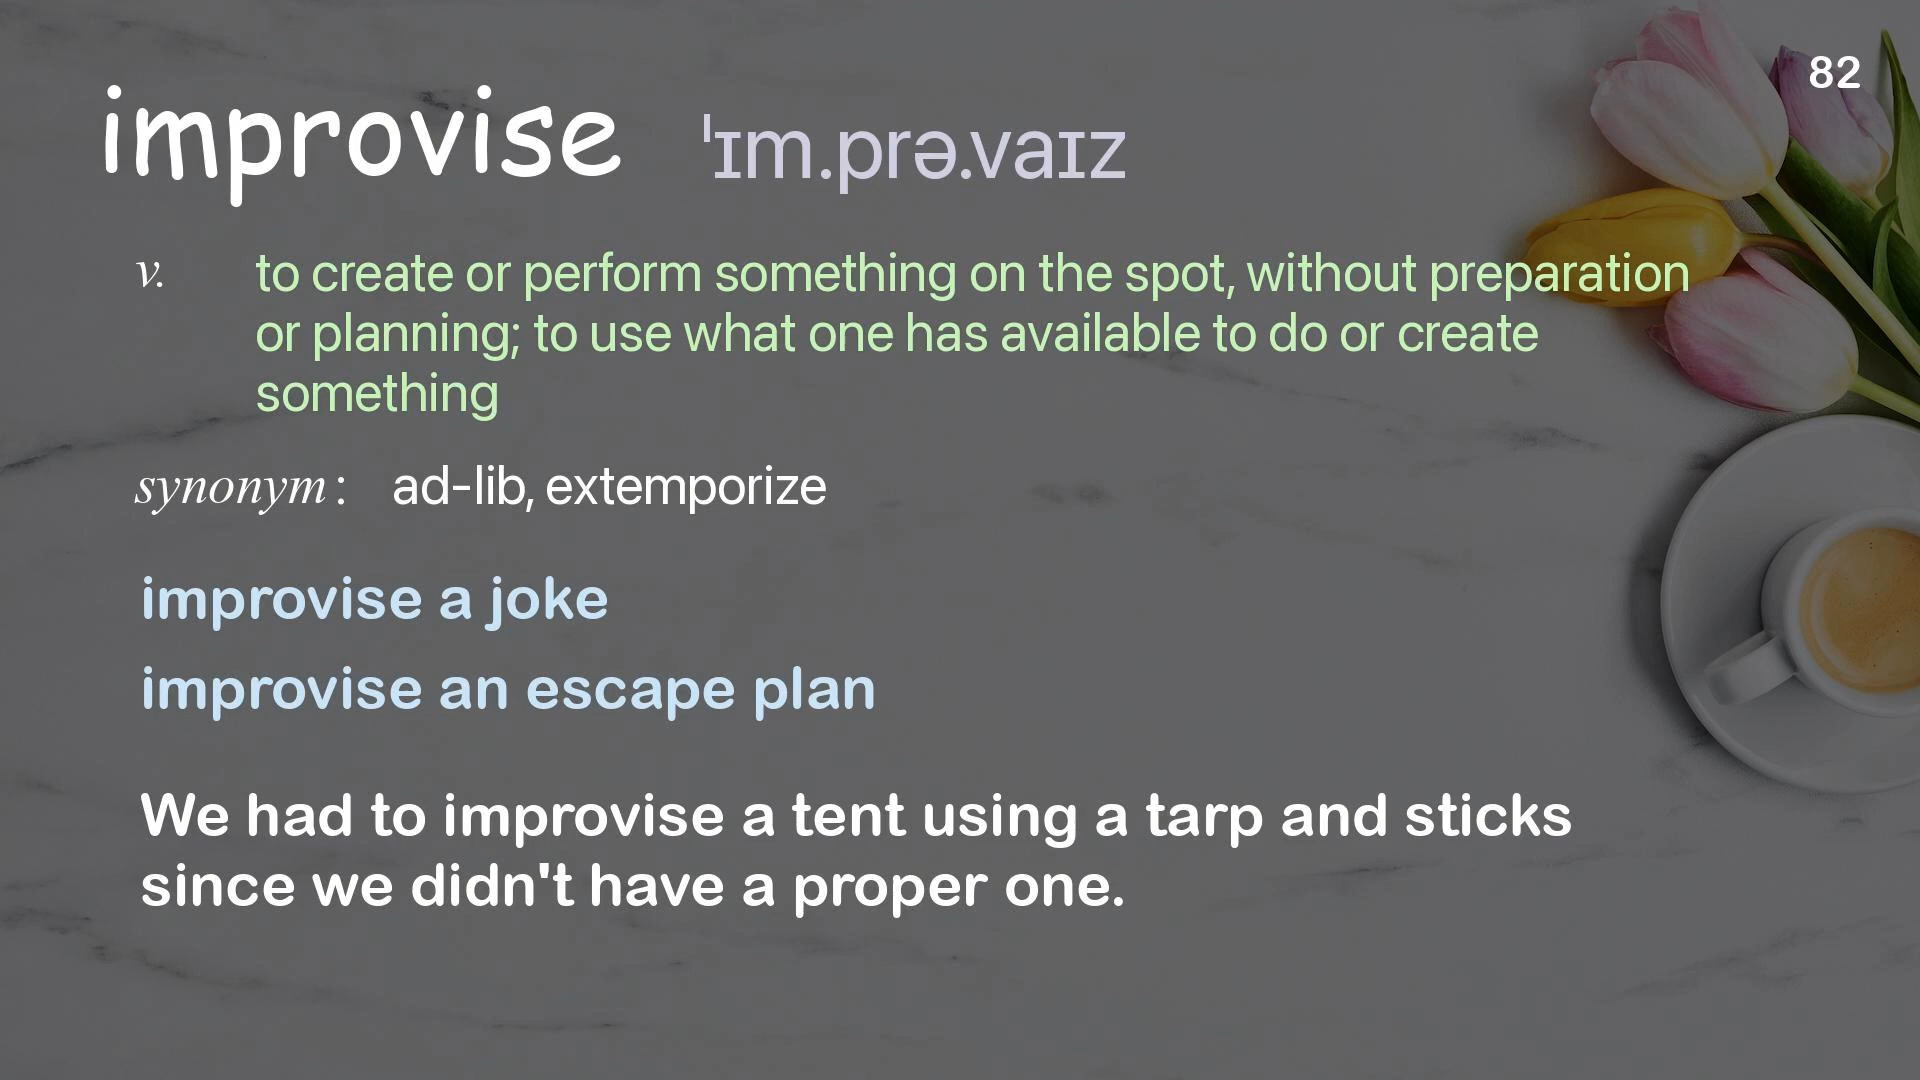 82
improvise ˈɪm.prə.vaɪz
v. to create or perform something on the spot, without preparation
or planning; to use what one has available to do or create
something
synonym: ad-lib, extemporize
improvise a joke
improvise an escape plan
We had to improvise a tent using a tarp and sticks
since we didn't have a proper one.